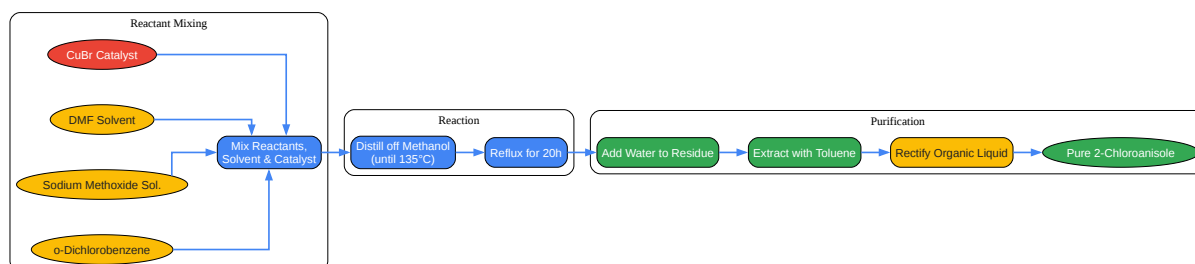 Reactant Mixing
CuBr Catalyst
DMF Solvent
Mix Reactants,
Solvent & Catalyst
Sodium Methoxide Sol.
o-Dichlorobenzene
Reaction
Distill off Methanol
(until 135°C)
Reflux for 20h
Purification
Add Water to Residue
Extract with Toluene
Rectify Organic Liquid
Pure 2-Chloroanisole